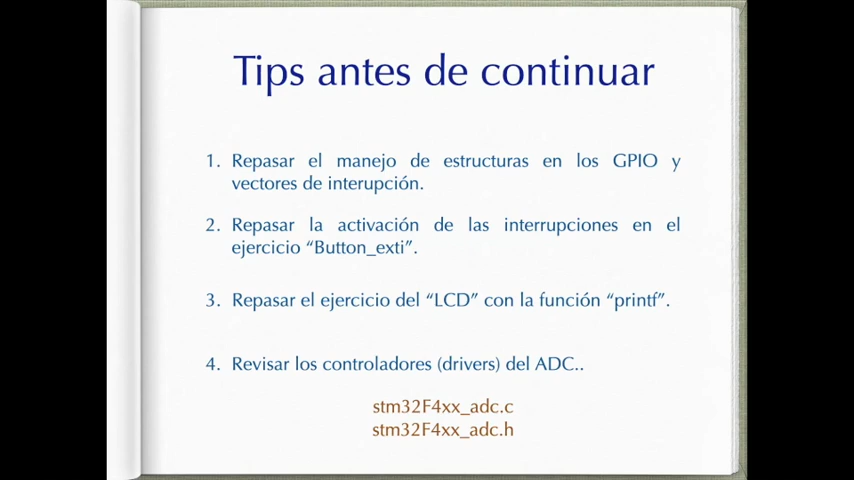 Tips antes de continuar
1. Repasar el manejo de estructuras en los GPIO y
vectores de interupción.
2. Repasar la activación de las interrupciones en el
ejercicio “Button_exti”.
3. Repasar el ejercicio del “LCD” con la función “printf”.
4. Revisar los controladores (drivers) del ADC..
stm32F4xx_adc.c
stm32F4xx_adc.h